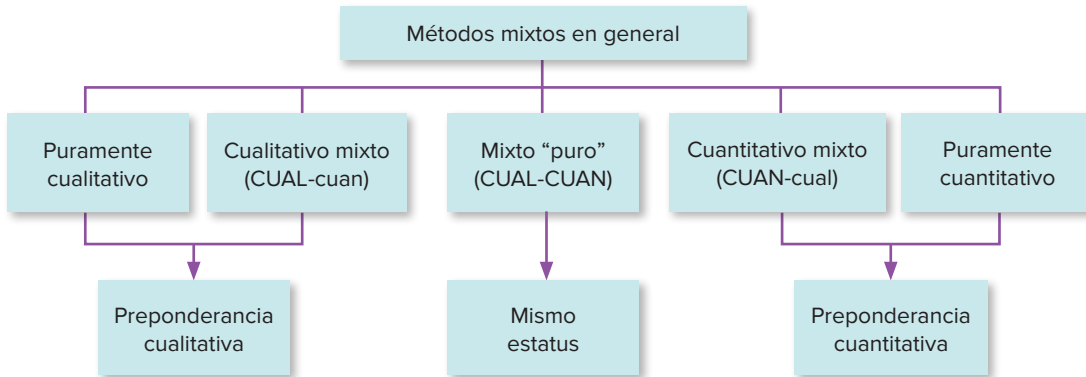 Métodos mixtos en general
Puramente
cualitativo
Cualitativo mixto
(CUAL-cuan)
Mixto “puro”
(CUAL-CUAN)
Cuantitativo mixto
(CUAN-cual)
Puramente
cuantitativo
Preponderancia
cualitativa
Mismo
estatus
Preponderancia
cuantitativa